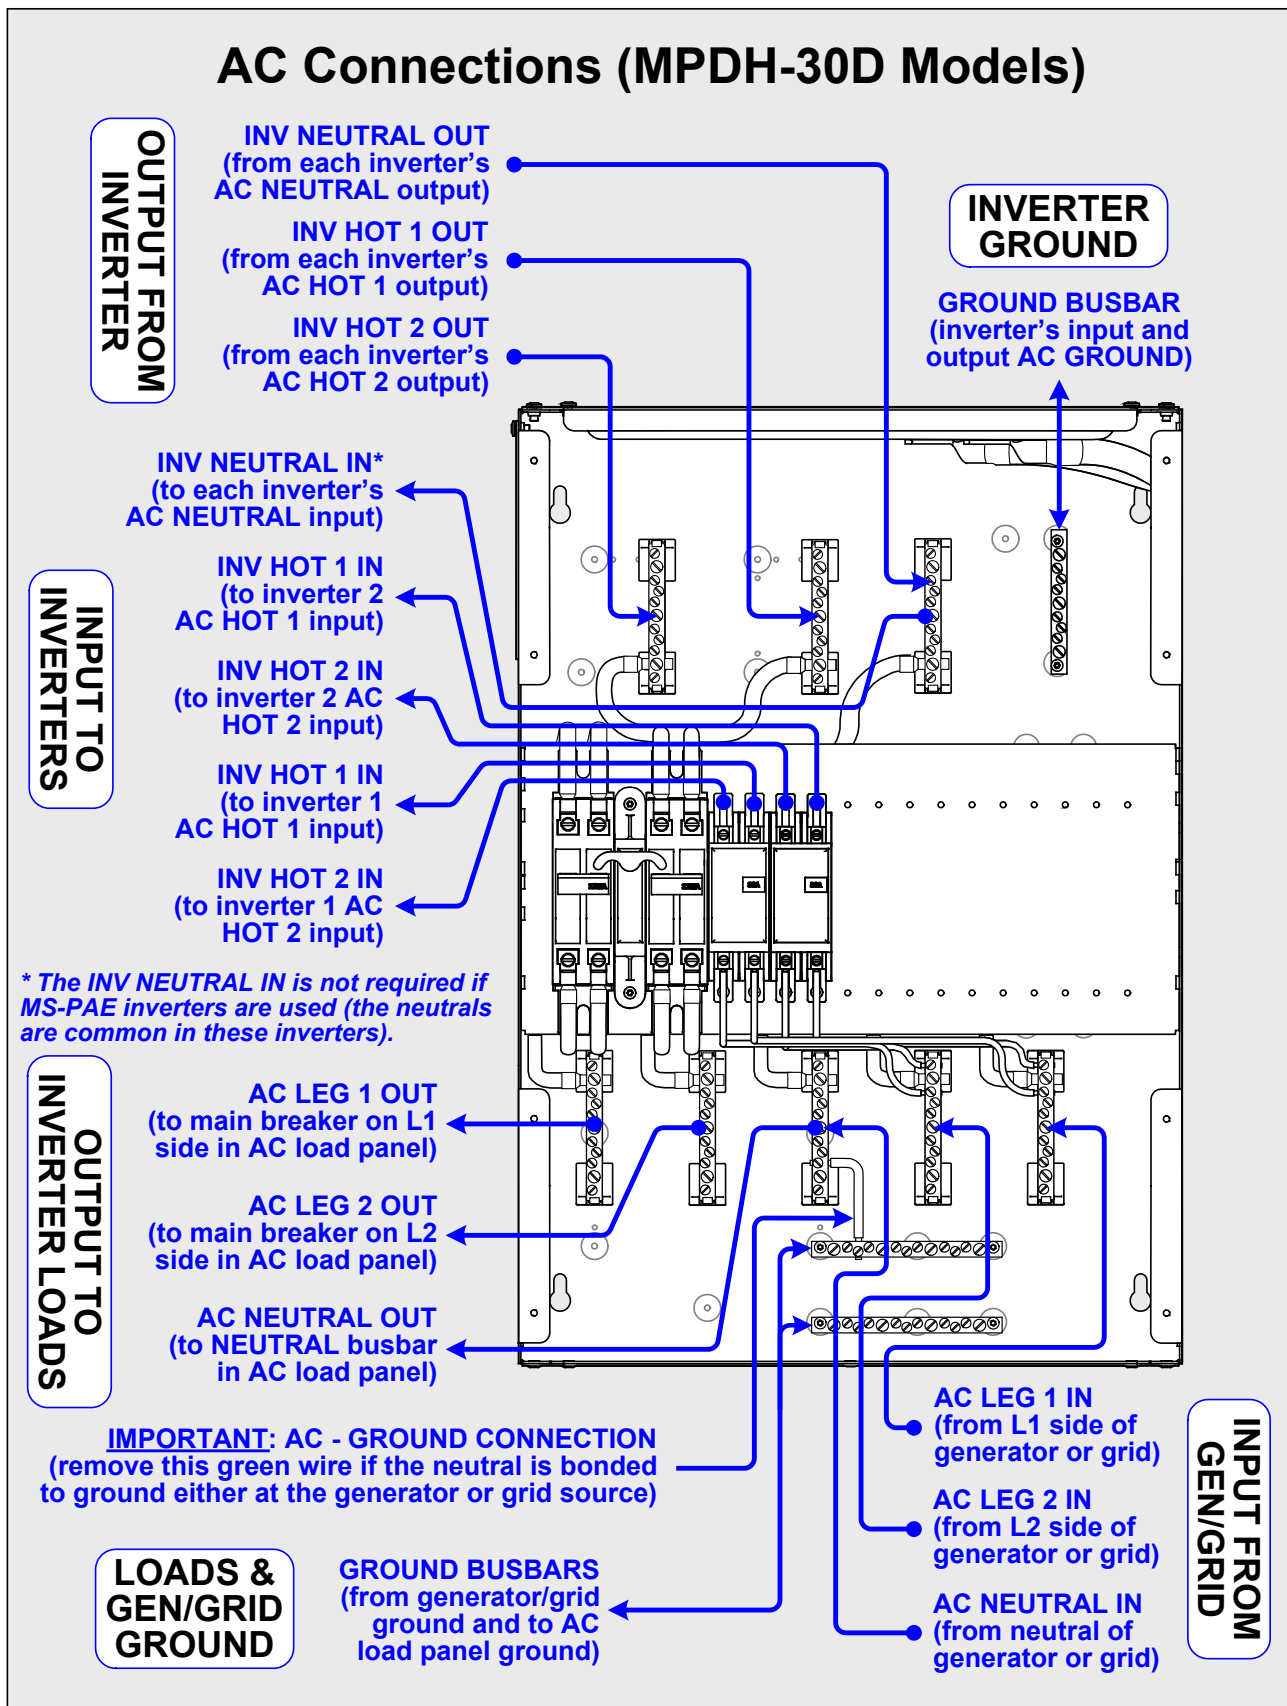 AC Connections (MPDH-30D Models)
OUTPUT FROM
INVERTER
INV NEUTRAL OUT
(from each inverter's
AC NEUTRAL output)
INV HOT 1 OUT
(from each inverter's
AC HOT 1 output)
INV HOT 2 OUT
(from each inverter's
AC HOT 2 output)
INVERTER
GROUND
GROUND BUSBAR
(inverter's input and
output AC GROUND)
INPUT TO
INVERTERS
INV NEUTRAL IN*
(to each inverter's
AC NEUTRAL input)
INV HOT 1 IN
(to inverter 2
AC HOT 1 input)
INV HOT 2 IN
(to inverter 2 AC
HOT 2 input)
INV HOT 1 IN
(to inverter 1
AC HOT 1 input)
INV HOT 2 IN
(to inverter 1 AC
HOT 2 input)
* The INV NEUTRAL IN is not required if
MS-PAE inverters are used (the neutrals
are common in these inverters).
OUTPUT TO
INVERTER LOADS
AC LEG 1 OUT
(to main breaker on L1
side in AC load panel)
AC LEG 2 OUT
(to main breaker on L2
side in AC load panel)
AC NEUTRAL OUT
(to NEUTRAL busbar
in AC load panel)
IMPORTANT: AC - GROUND CONNECTION
(remove this green wire if the neutral is bonded
to ground either at the generator or grid source)
LOADS &
GEN/GRID
GROUND
GROUND BUSBARS
(from generator/grid
ground and to AC
load panel ground)
AC LEG 1 IN
(from L1 side of
generator or grid)
AC LEG 2 IN
(from L2 side of
generator or grid)
AC NEUTRAL IN
(from neutral of
generator or grid)
INPUT FROM
GEN/GRID